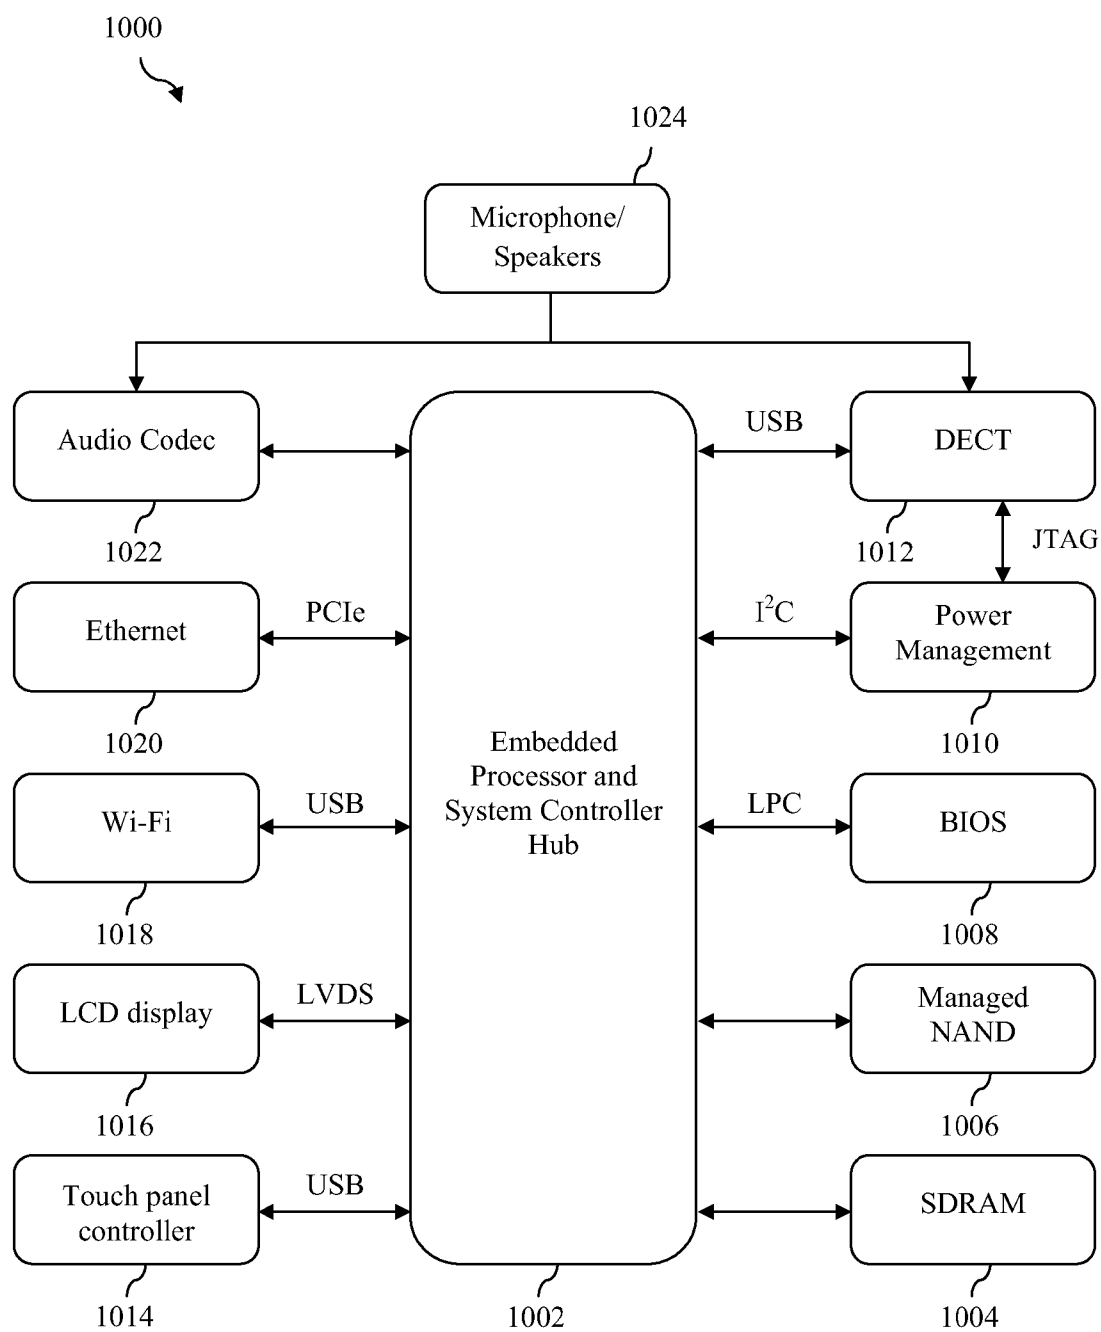 1000
1024
Microphone/
Speakers
Audio Codec
USB
DECT
1022
1012
JTAG
Ethernet
PCIe
I²C
Power
Management
1020
1010
Embedded
Processor and
System Controller
Hub
Wi-Fi
USB
LPC
BIOS
1018
1008
LCD display
LVDS
Managed
NAND
1016
1006
Touch panel
controller
USB
SDRAM
1014
1002
1004